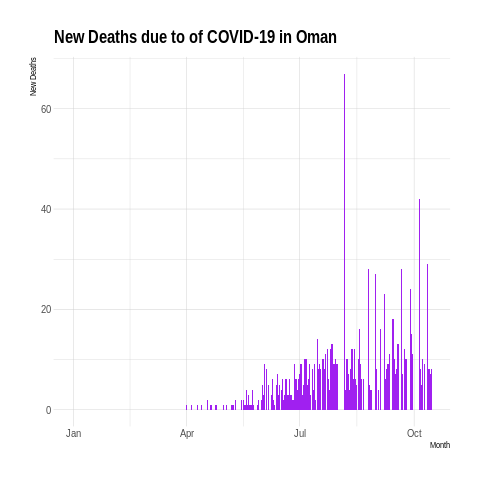 New Deaths due to of COVID-19 in Oman
New Deaths
60
40
20
0
Jan Apr Jul Oct
Month